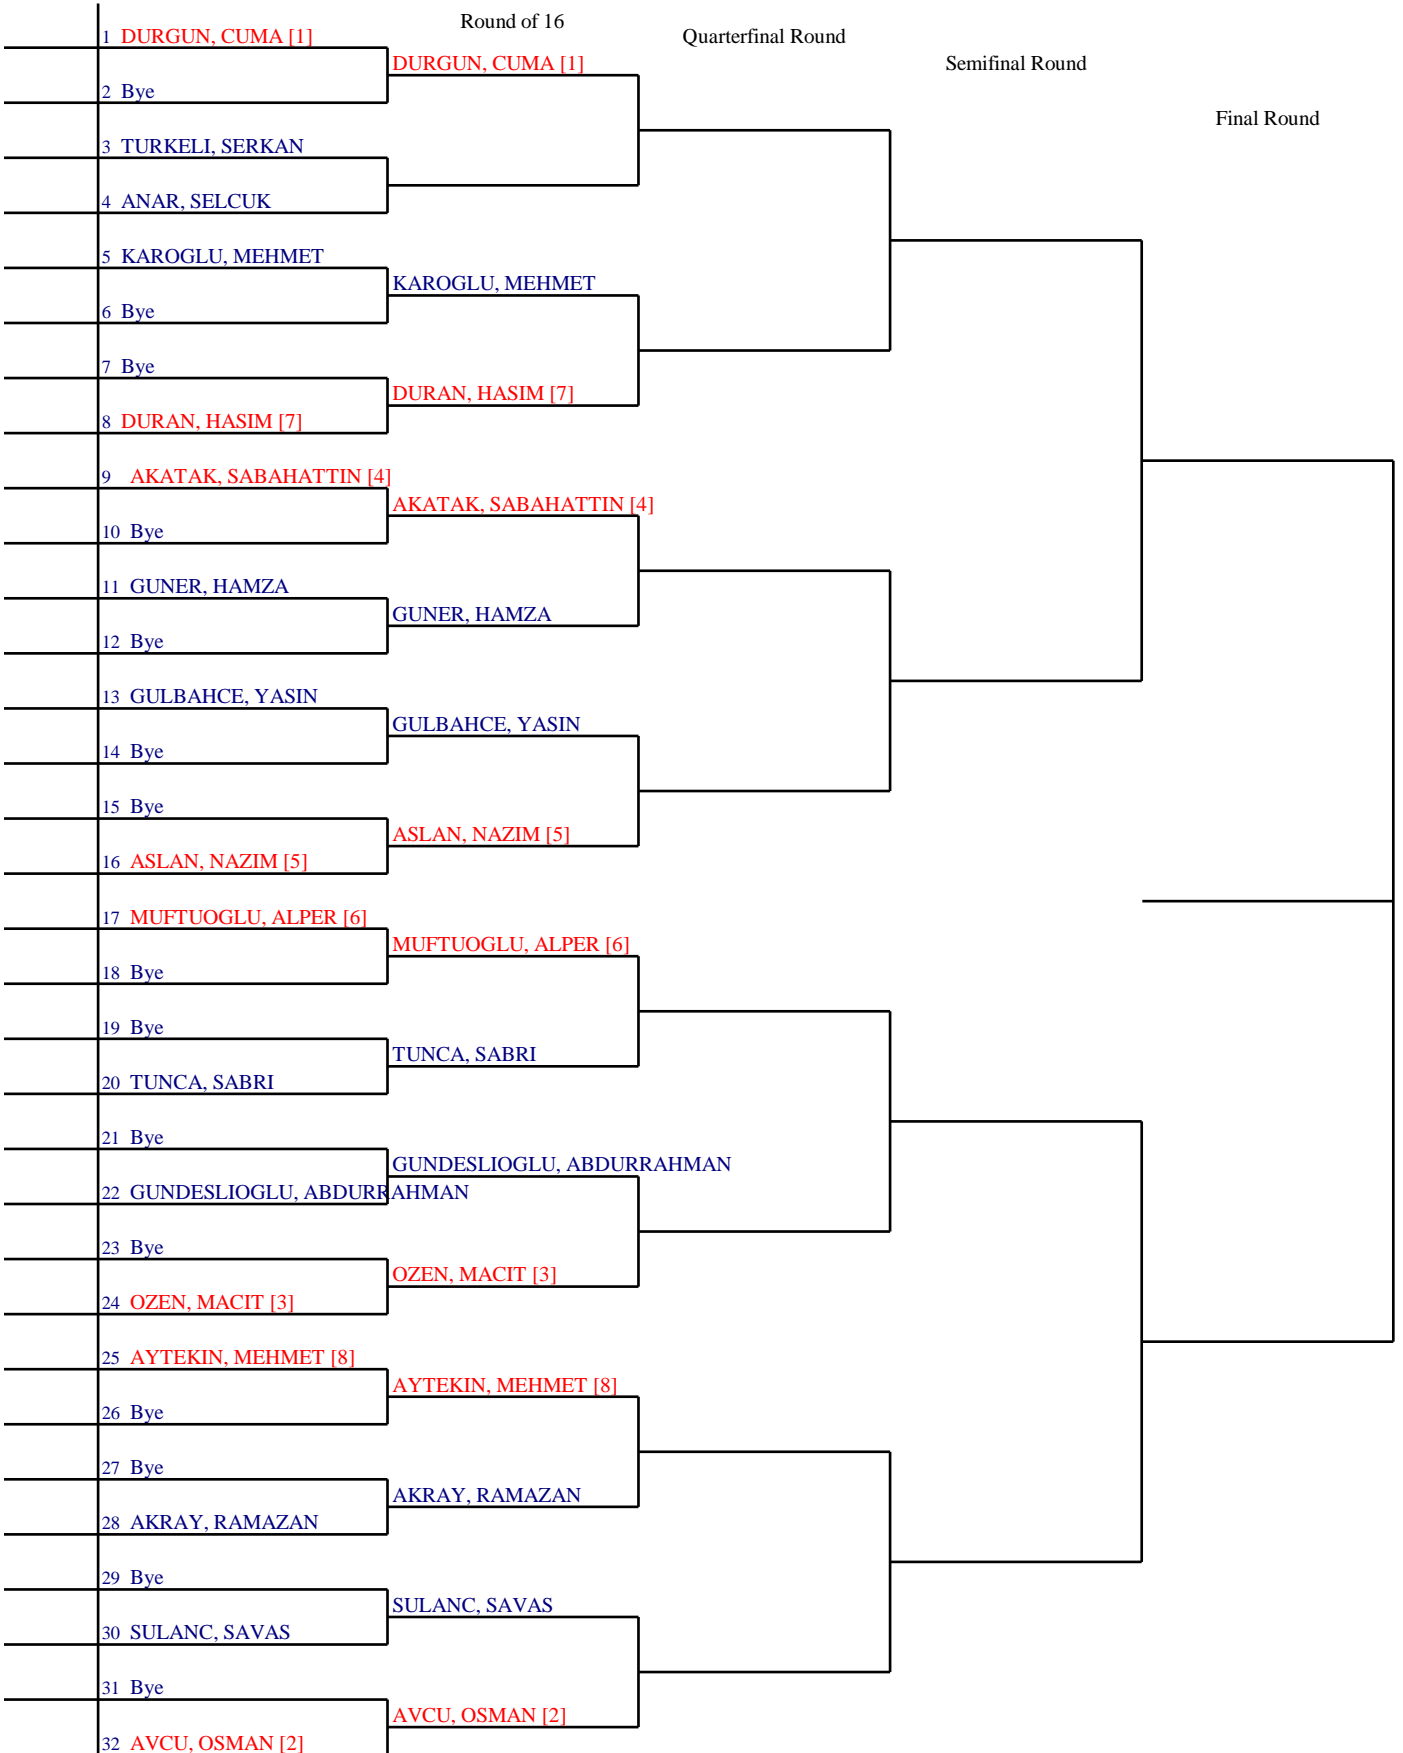 Round of 16
Quarterfinal Round
Semifinal Round
Final Round
1 DURGUN, CUMA [1]
DURGUN, CUMA [1]
2 Bye
3 TURKELI, SERKAN
4 ANAR, SELCUK
5 KAROGLU, MEHMET
KAROGLU, MEHMET
6 Bye
7 Bye
DURAN, HASIM [7]
8 DURAN, HASIM [7]
9 AKATAK, SABAHATTIN [4]
AKATAK, SABAHATTIN [4]
10 Bye
11 GUNER, HAMZA
GUNER, HAMZA
12 Bye
13 GULBAHCE, YASIN
GULBAHCE, YASIN
14 Bye
15 Bye
ASLAN, NAZIM [5]
16 ASLAN, NAZIM [5]
17 MUFTUOGLU, ALPER [6]
MUFTUOGLU, ALPER [6]
18 Bye
19 Bye
TUNCA, SABRI
20 TUNCA, SABRI
21 Bye
GUNDESLIOGLU, ABDURRAHMAN
22 GUNDESLIOGLU, ABDURRAHMAN
23 Bye
OZEN, MACIT [3]
24 OZEN, MACIT [3]
25 AYTEKIN, MEHMET [8]
AYTEKIN, MEHMET [8]
26 Bye
27 Bye
AKRAY, RAMAZAN
28 AKRAY, RAMAZAN
29 Bye
SULANC, SAVAS
30 SULANC, SAVAS
31 Bye
AVCU, OSMAN [2]
32 AVCU, OSMAN [2]